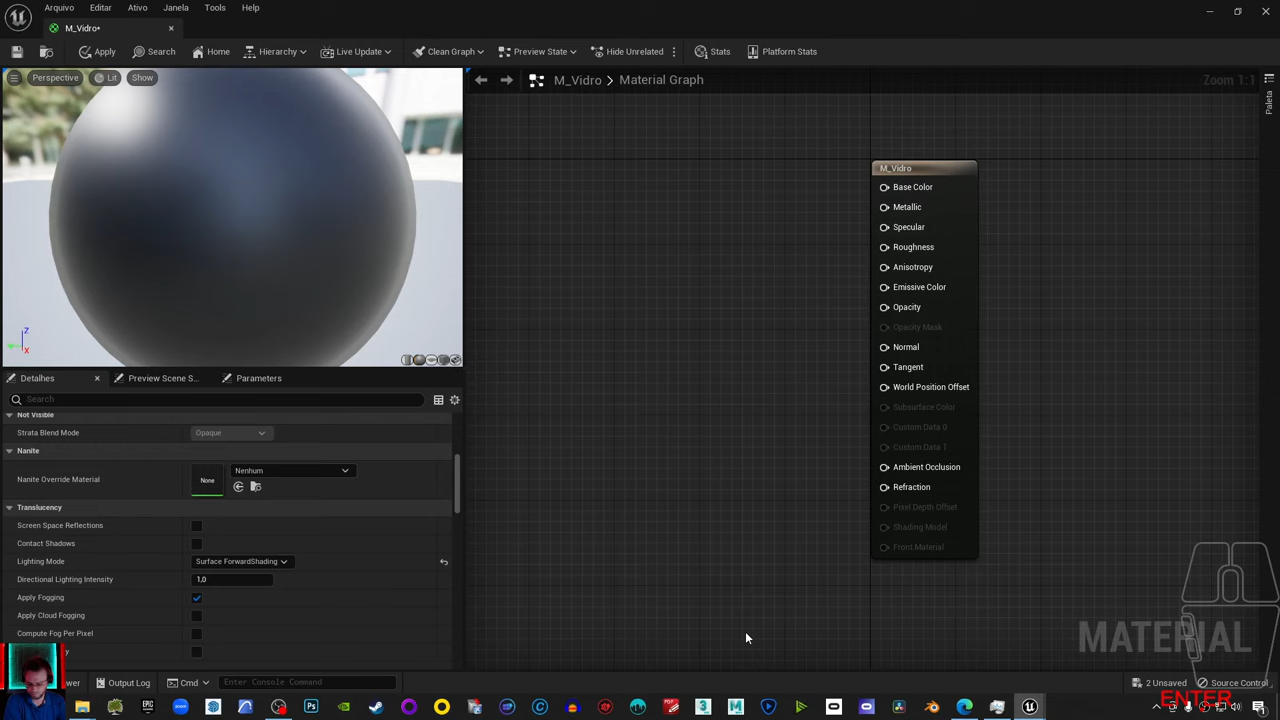 Arquivo Editar Ativo Janela Tools Help
M_Vidro*
Apply Search Home Hierarchy Live Update Clean Graph Preview State Hide Unrelated Stats Platform Stats
Perspective Lit Show
M_Vidro > Material Graph
Zoom 1:1
Paleta
M_Vidro
Base Color
Metallic
Specular
Roughness
Anisotropy
Emissive Color
Opacity
Opacity Mask
Normal
Tangent
World Position Offset
Subsurface Color
Custom Data 0
Custom Data 1
Ambient Occlusion
Refraction
Pixel Depth Offset
Shading Model
Front Material
Z
X
Detalhes Preview Scene S... Parameters
Search
Not Visible
Strata Blend Mode Opaque
Nanite
Nanite Override Material None Nenhum
Translucency
Screen Space Reflections
Contact Shadows
Lighting Mode Surface ForwardShading
Directional Lighting Intensity 1,0
Apply Fogging
Apply Cloud Fogging
Compute Fog Per Pixel
MATERIAL
Output Log Cmd Enter Console Command 2 Unsaved Source Control
ENTER